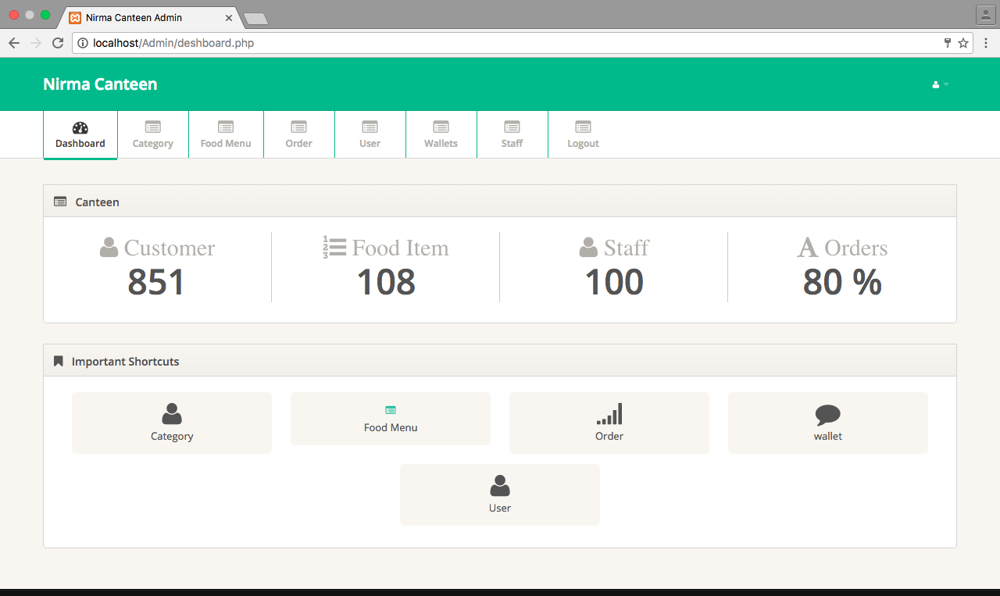 Nirma Canteen Admin
localhost/Admin/deshboard.php
Nirma Canteen
Dashboard Category Food Menu Order User Wallets Staff Logout
Canteen
Customer Food Item Staff A Orders
851 108 100 80 %
Important Shortcuts
Category Food Menu Order wallet
User